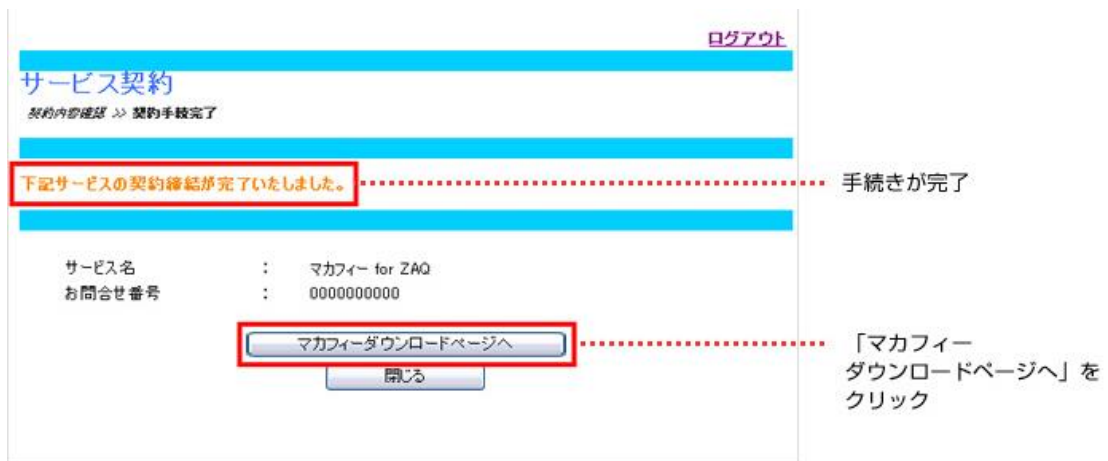 ログアウト
サービス契約
契約内容確認 >> 契約手続完了
下記サービスの契約締結が完了いたしました。
手続きが完了
サービス名 : マカフィー for ZAQ
お問合せ番号 : 0000000000
マカフィーダウンロードページへ
閉じる
「マカフィー
ダウンロードページへ」を
クリック